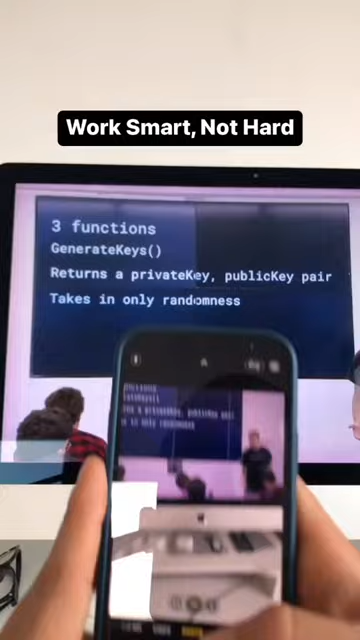 Work Smart, Not Hard
3 functions
GenerateKeys()
Returns a privateKey, publicKey pair
Takes in only randomness